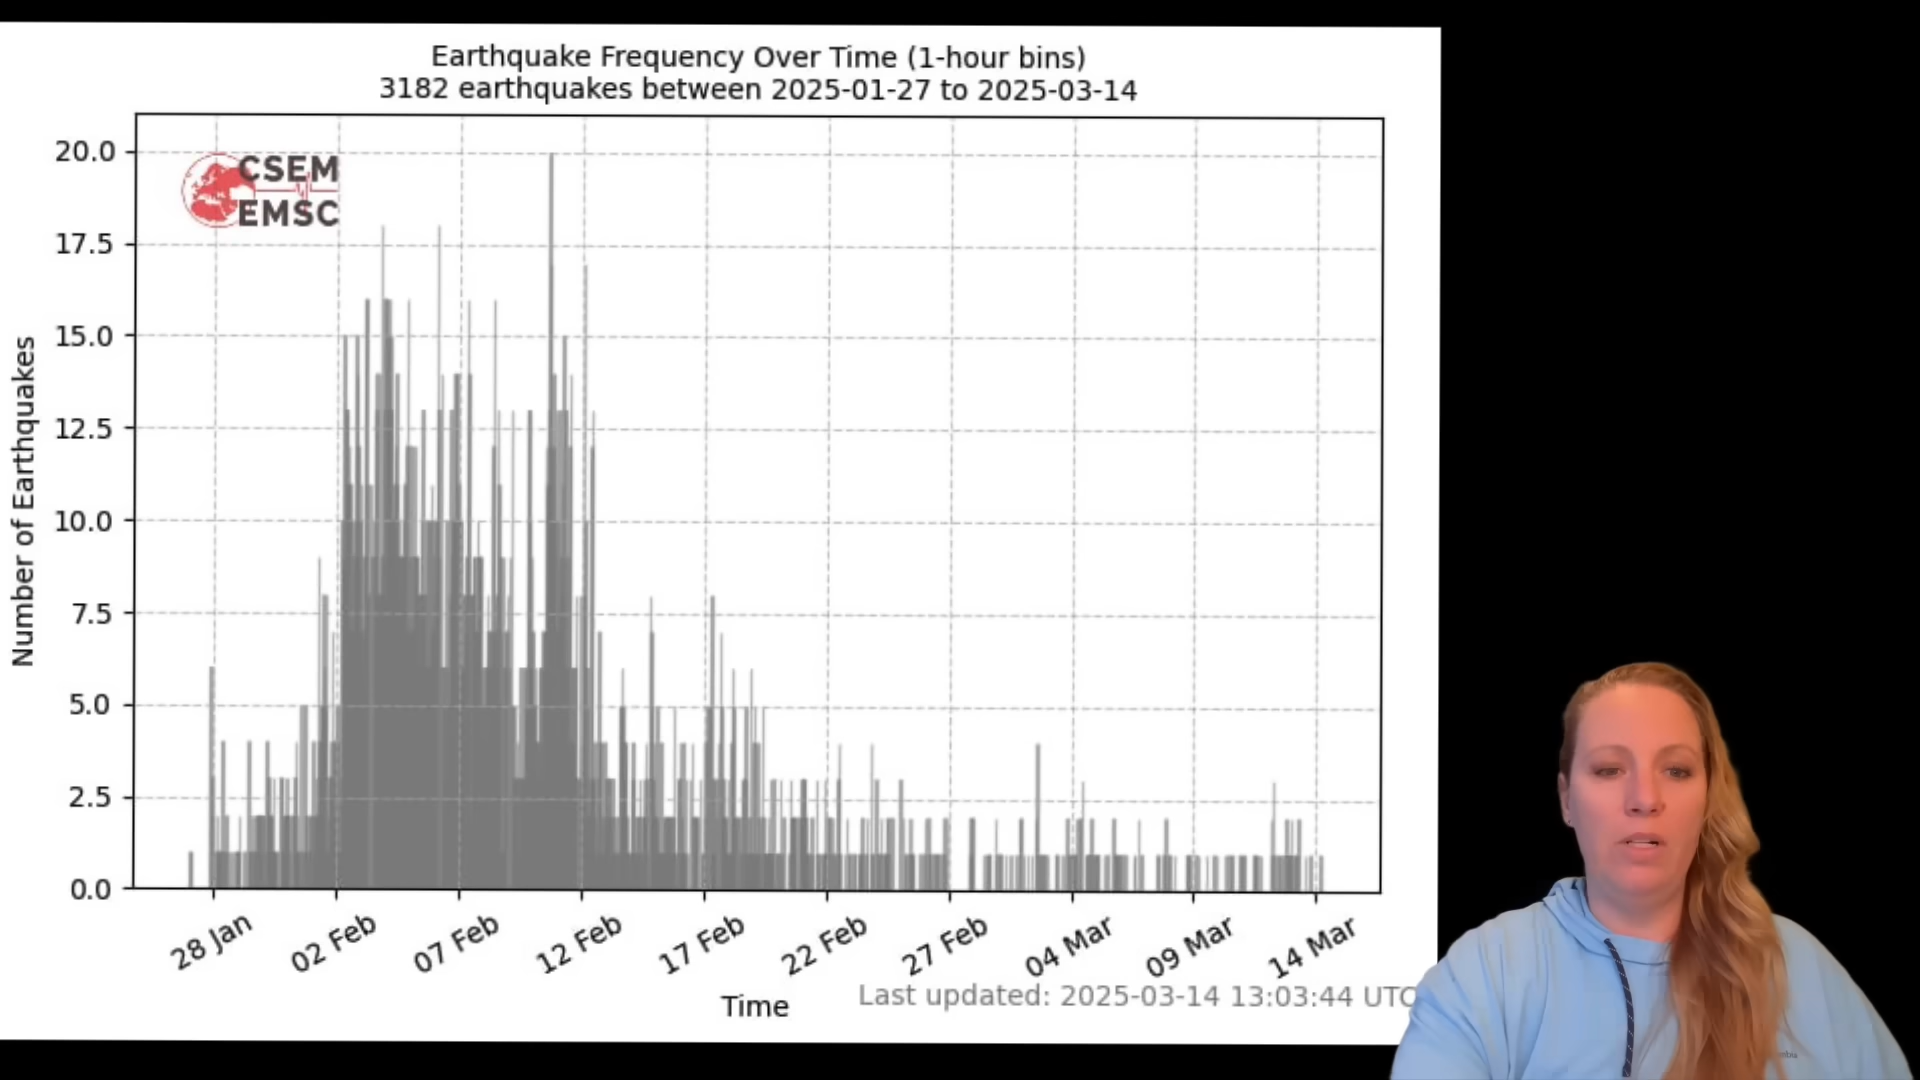 Earthquake Frequency Over Time (1-hour bins)
3182 earthquakes between 2025-01-27 to 2025-03-14
CSEM
EMSC
Number of Earthquakes
20.0
17.5
15.0
12.5
10.0
7.5
5.0
2.5
0.0
28 Jan
02 Feb
07 Feb
12 Feb
17 Feb
22 Feb
27 Feb
04 Mar
09 Mar
14 Mar
Time
Last updated: 2025-03-14 13:03:44 UTC